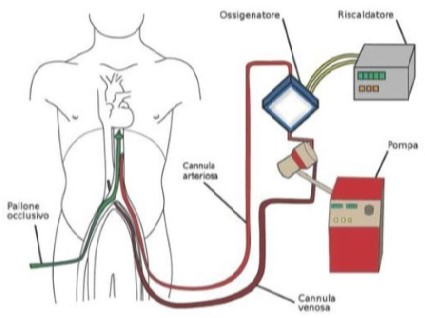 Ossigenatore
Riscaldatore
Pompa
Cannula
arteriosa
Pallone
occlusivo
Cannula
venosa